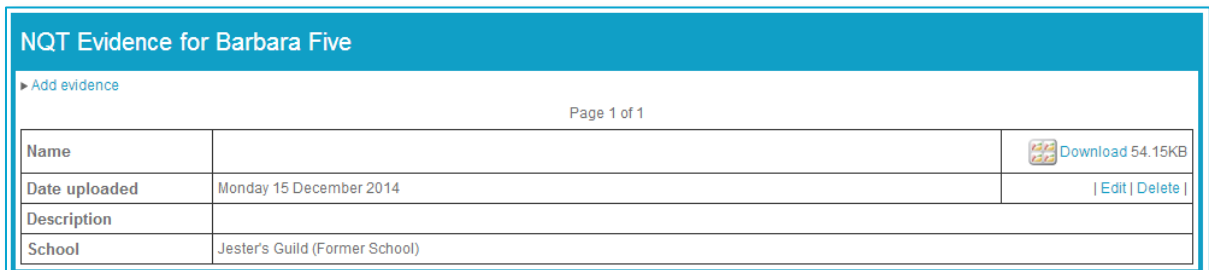 NQT Evidence for Barbara Five
▸ Add evidence
Page 1 of 1
Name Download 54.15KB
Date uploaded Monday 15 December 2014 | Edit | Delete |
Description
School Jester's Guild (Former School)